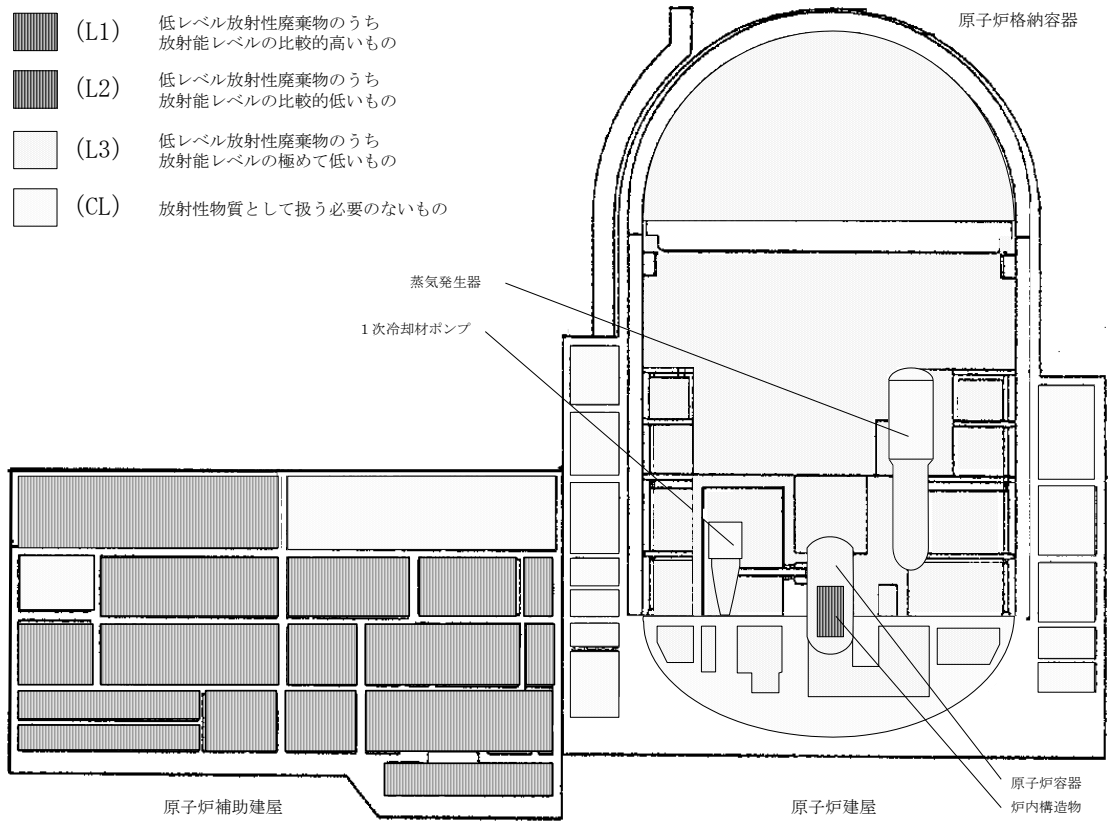 (L1)
低レベル放射性廃棄物のうち
放射能レベルの比較的高いもの
(L2)
低レベル放射性廃棄物のうち
放射能レベルの比較的低いもの
(L3)
低レベル放射性廃棄物のうち
放射能レベルの極めて低いもの
(CL)
放射性物質として扱う必要のないもの
原子炉格納容器
蒸気発生器
1次冷却材ポンプ
原子炉容器
炉内構造物
原子炉補助建屋
原子炉建屋